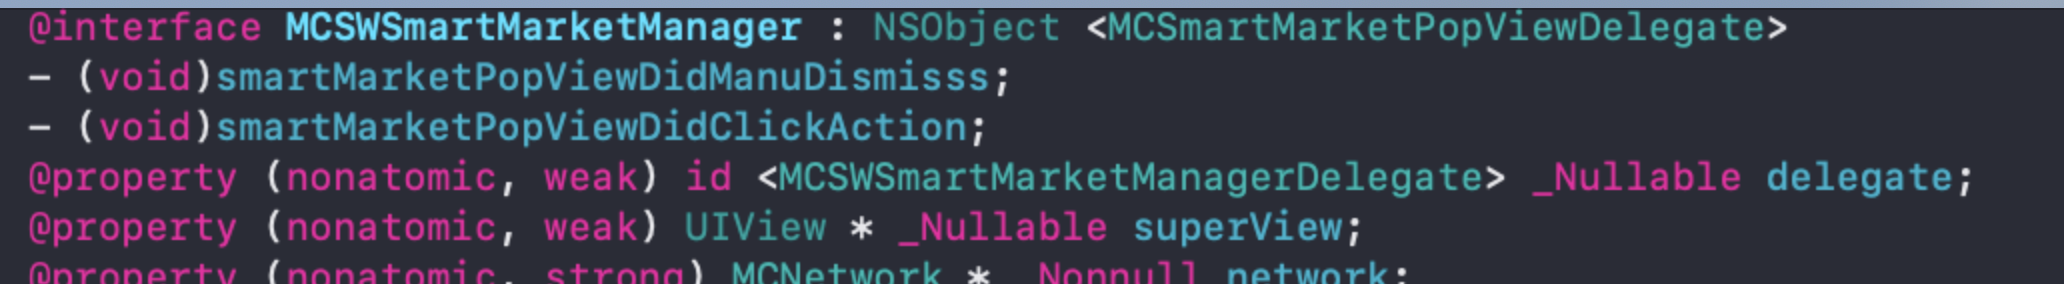 @interface MCSWSmartMarketManager : NSObject <MCSmartMarketPopViewDelegate>
- (void)smartMarketPopViewDidManuDismisss;
- (void)smartMarketPopViewDidClickAction;
@property (nonatomic, weak) id <MCSWSmartMarketManagerDelegate> _Nullable delegate;
@property (nonatomic, weak) UIView * _Nullable superView;
@property (nonatomic, strong) MCNetwork * _Nonnull network;